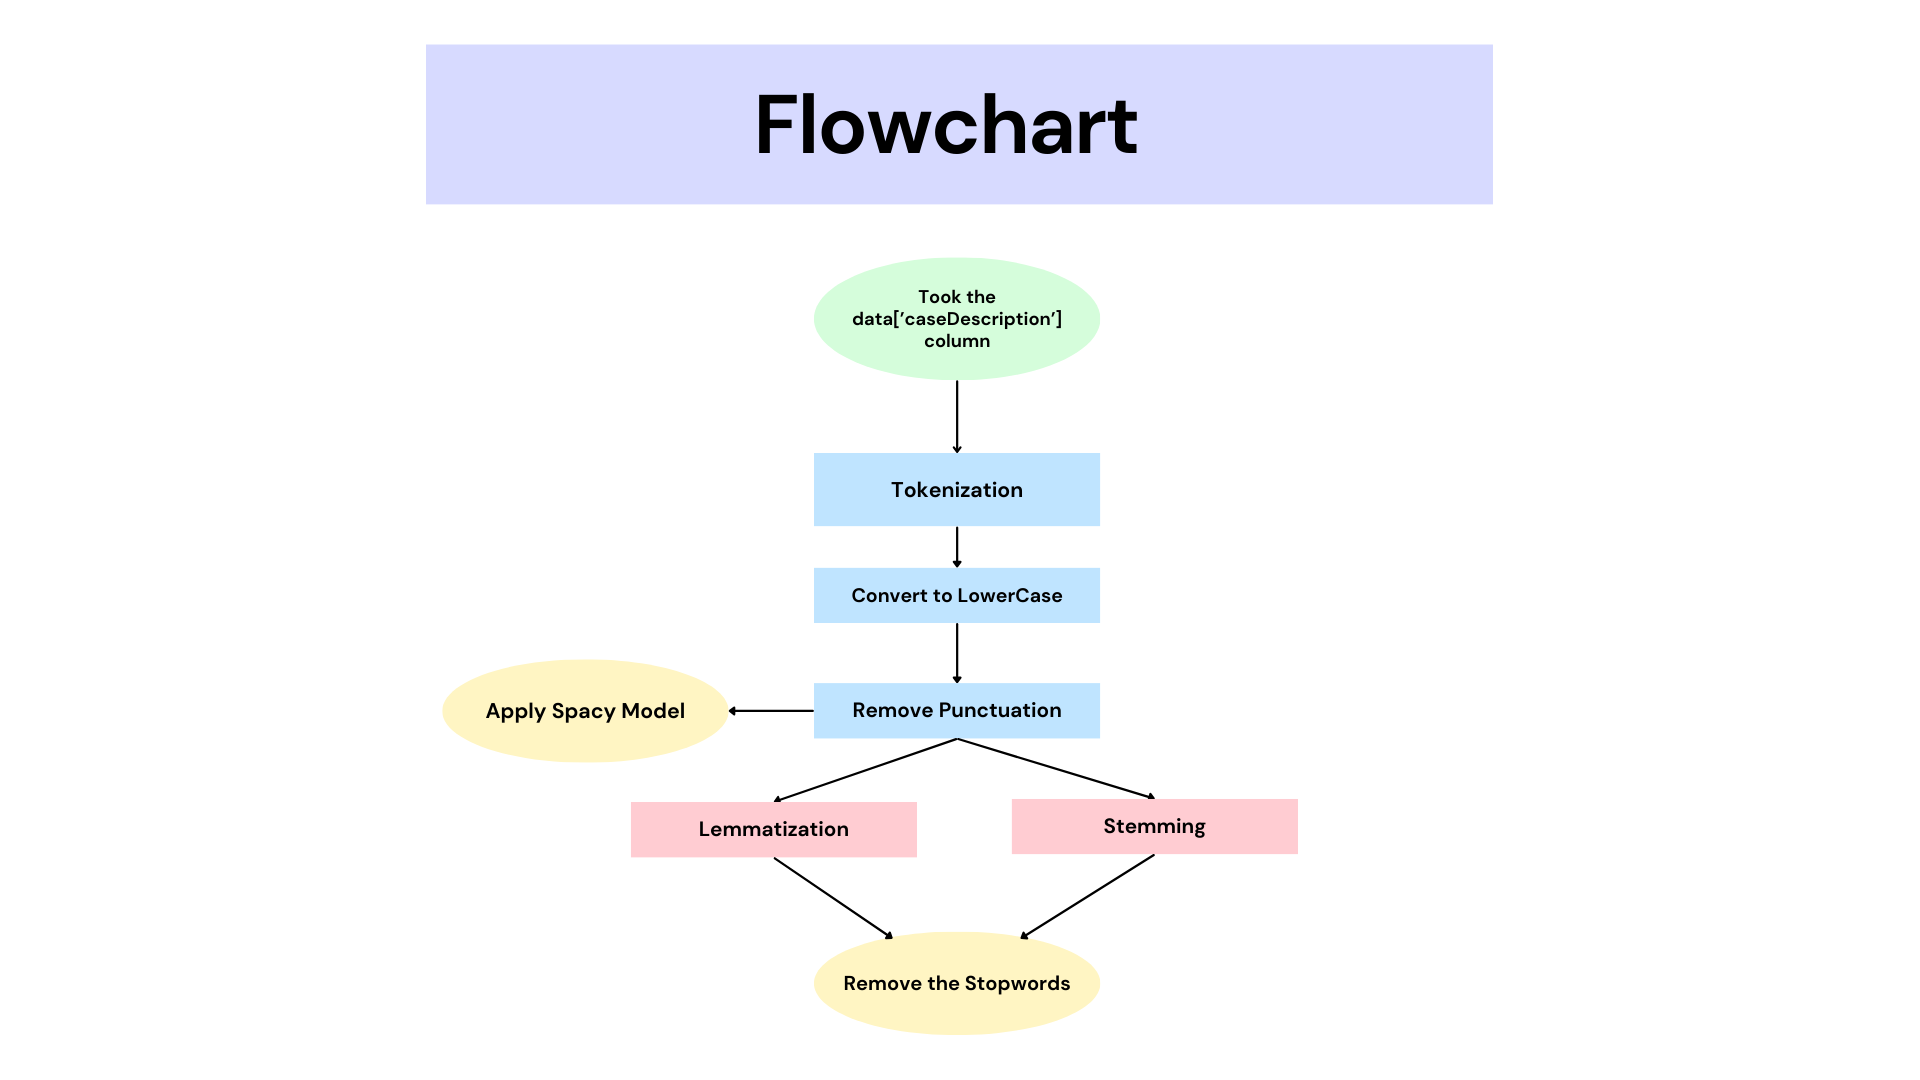 Flowchart
Took the
data[’caseDescription’]
column
Tokenization
Convert to LowerCase
Apply Spacy Model
Remove Punctuation
Lemmatization
Stemming
Remove the Stopwords